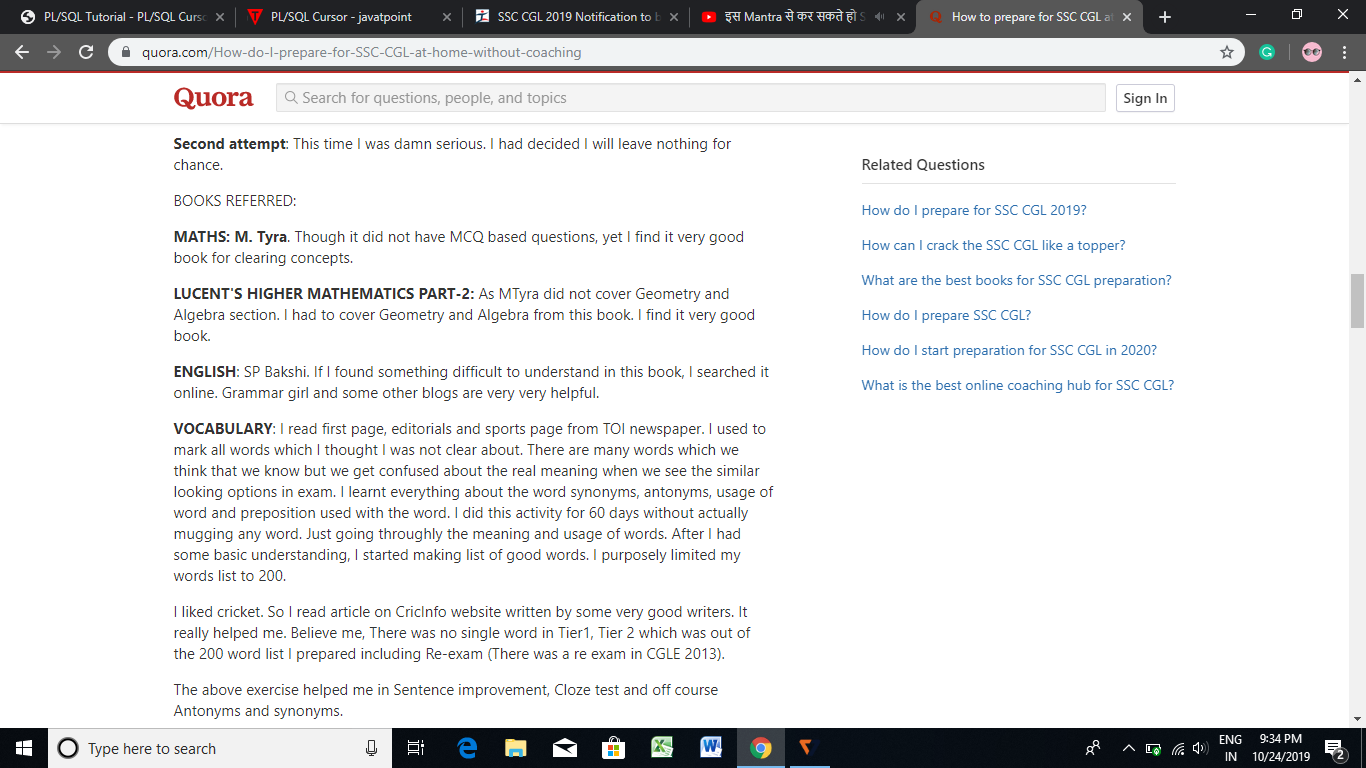 PL/SQL Tutorial - PL/SQL Curs
PL/SQL Cursor - javatpoint
SSC CGL 2019 Notification to b
इस Mantra से कर सकते हो S
How to prepare for SSC CGL at
quora.com/How-do-I-prepare-for-SSC-CGL-at-home-without-coaching
Quora
Search for questions, people, and topics
Sign In
Second attempt: This time I was damn serious. I had decided I will leave nothing for
chance.
BOOKS REFERRED:
MATHS: M. Tyra. Though it did not have MCQ based questions, yet I find it very good
book for clearing concepts.
LUCENT'S HIGHER MATHEMATICS PART-2: As MTyra did not cover Geometry and
Algebra section. I had to cover Geometry and Algebra from this book. I find it very good
book.
ENGLISH: SP Bakshi. If I found something difficult to understand in this book, I searched it
online. Grammar girl and some other blogs are very very helpful.
VOCABULARY: I read first page, editorials and sports page from TOI newspaper. I used to
mark all words which I thought I was not clear about. There are many words which we
think that we know but we get confused about the real meaning when we see the similar
looking options in exam. I learnt everything about the word synonyms, antonyms, usage of
word and preposition used with the word. I did this activity for 60 days without actually
mugging any word. Just going throughly the meaning and usage of words. After I had
some basic understanding, I started making list of good words. I purposely limited my
words list to 200.
I liked cricket. So I read article on CricInfo website written by some very good writers. It
really helped me. Believe me, There was no single word in Tier1, Tier 2 which was out of
the 200 word list I prepared including Re-exam (There was a re exam in CGLE 2013).
The above exercise helped me in Sentence improvement, Cloze test and off course
Antonyms and synonyms.
Related Questions
How do I prepare for SSC CGL 2019?
How can I crack the SSC CGL like a topper?
What are the best books for SSC CGL preparation?
How do I prepare SSC CGL?
How do I start preparation for SSC CGL in 2020?
What is the best online coaching hub for SSC CGL?
Type here to search
ENG
IN
9:34 PM
10/24/2019
2